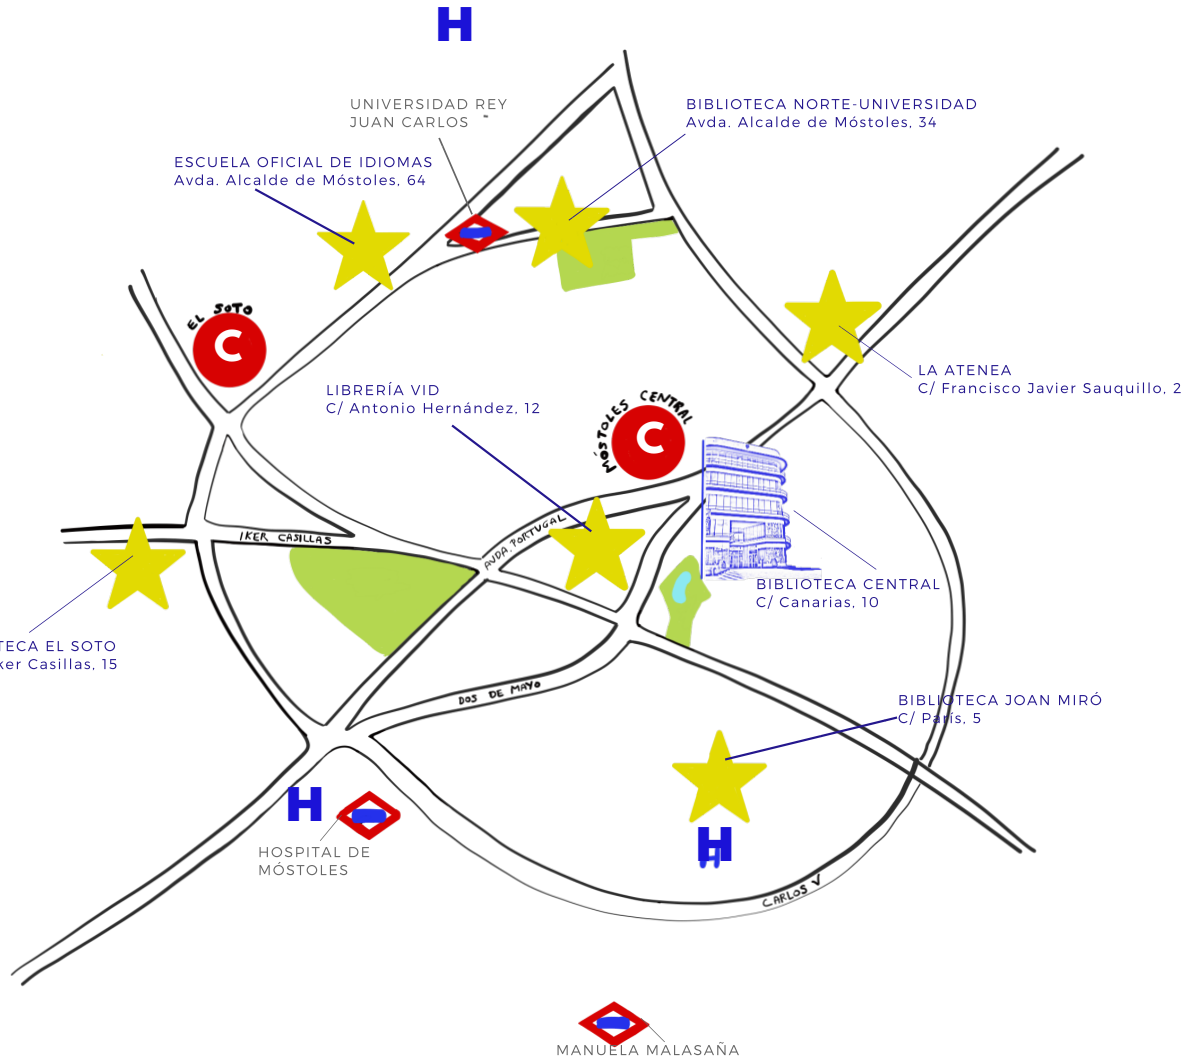 H
UNIVERSIDAD REY
JUAN CARLOS
BIBLIOTECA NORTE-UNIVERSIDAD
Avda. Alcalde de Móstoles, 34
ESCUELA OFICIAL DE IDIOMAS
Avda. Alcalde de Móstoles, 64
EL SOTO
C
LA ATENEA
C/ Francisco Javier Sauquillo, 2
LIBRERÍA VID
C/ Antonio Hernández, 12
MÓSTOLES CENTRAL
C
AVDA. PORTUGAL
IKER CASILLAS
BIBLIOTECA CENTRAL
C/ Canarias, 10
TECA EL SOTO
ker Casillas, 15
DOS DE MAYO
BIBLIOTECA JOAN MIRÓ
C/ París, 5
H
HOSPITAL DE
MÓSTOLES
H
H
CARLOS V
MANUELA MALASAÑA